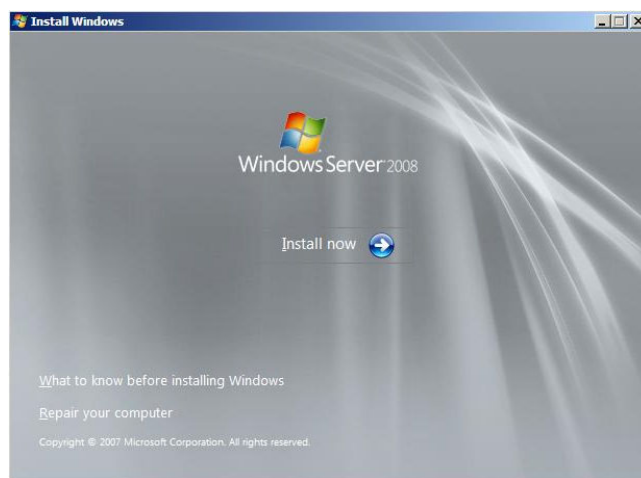 Install Windows
Windows Server 2008
Install now
What to know before installing Windows
Repair your computer
Copyright © 2007 Microsoft Corporation. All rights reserved.